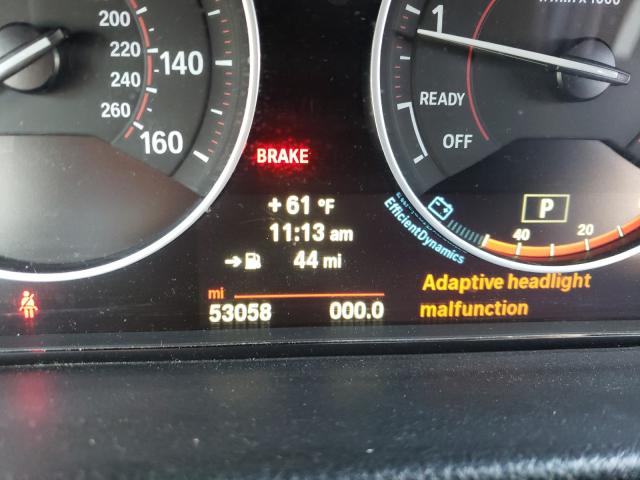 200
220
240
260
140
160
1
READY
OFF
BRAKE
+ 61 °F
11:13 am
44 mi
mi
53058 000.0
P
40 20
EfficientDynamics
Adaptive headlight
malfunction